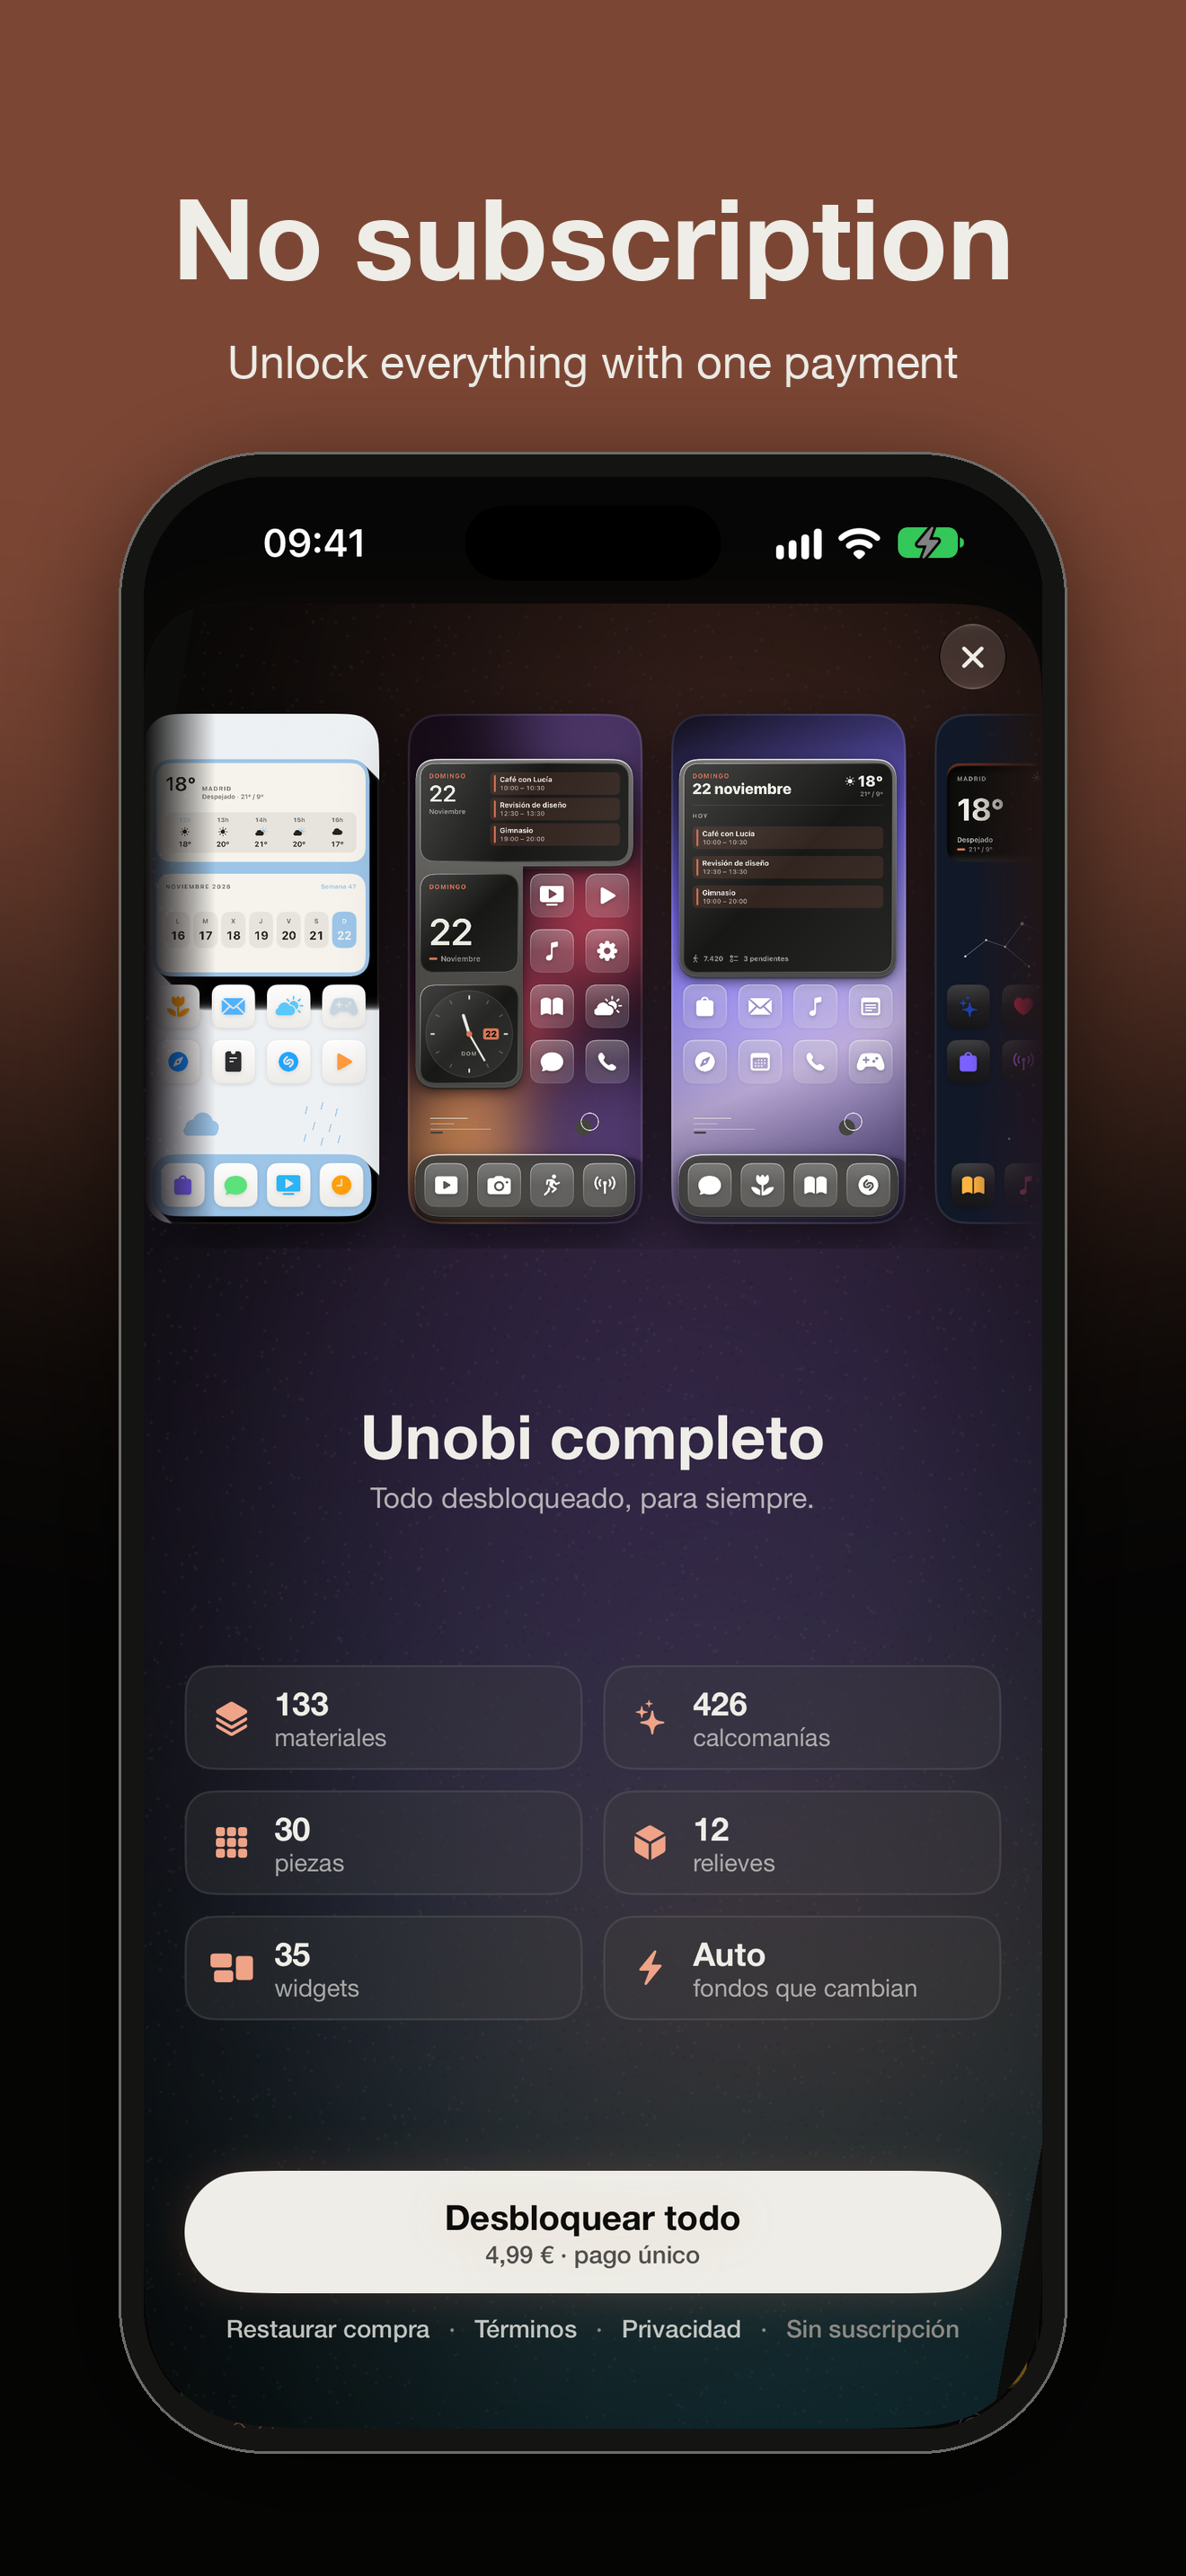 No subscription
Unlock everything with one payment
09:41
18°
MADRID
Despejado · 21° / 9°
13h
14h
15h
16h
18°
20°
21°
20°
17°
NOVIEMBRE 2026
Semana 47
L
M
X
J
V
S
D
16
17
18
19
20
21
22
DOMINGO
22
Noviembre
Café con Lucía
10:00 – 10:30
Revisión de diseño
12:30 – 13:30
Gimnasio
19:00 – 20:00
DOMINGO
22
Noviembre
22
DOM
DOMINGO
22 noviembre
18°
21° / 9°
HOY
Café con Lucía
10:00 – 10:30
Revisión de diseño
12:30 – 13:30
Gimnasio
19:00 – 20:00
7.420
3 pendientes
MADRID
18°
Despejado
21° / 9°
Unobi completo
Todo desbloqueado, para siempre.
133
materiales
426
calcomanías
30
piezas
12
relieves
35
widgets
Auto
fondos que cambian
Desbloquear todo
4,99 € · pago único
Restaurar compra · Términos · Privacidad · Sin suscripción